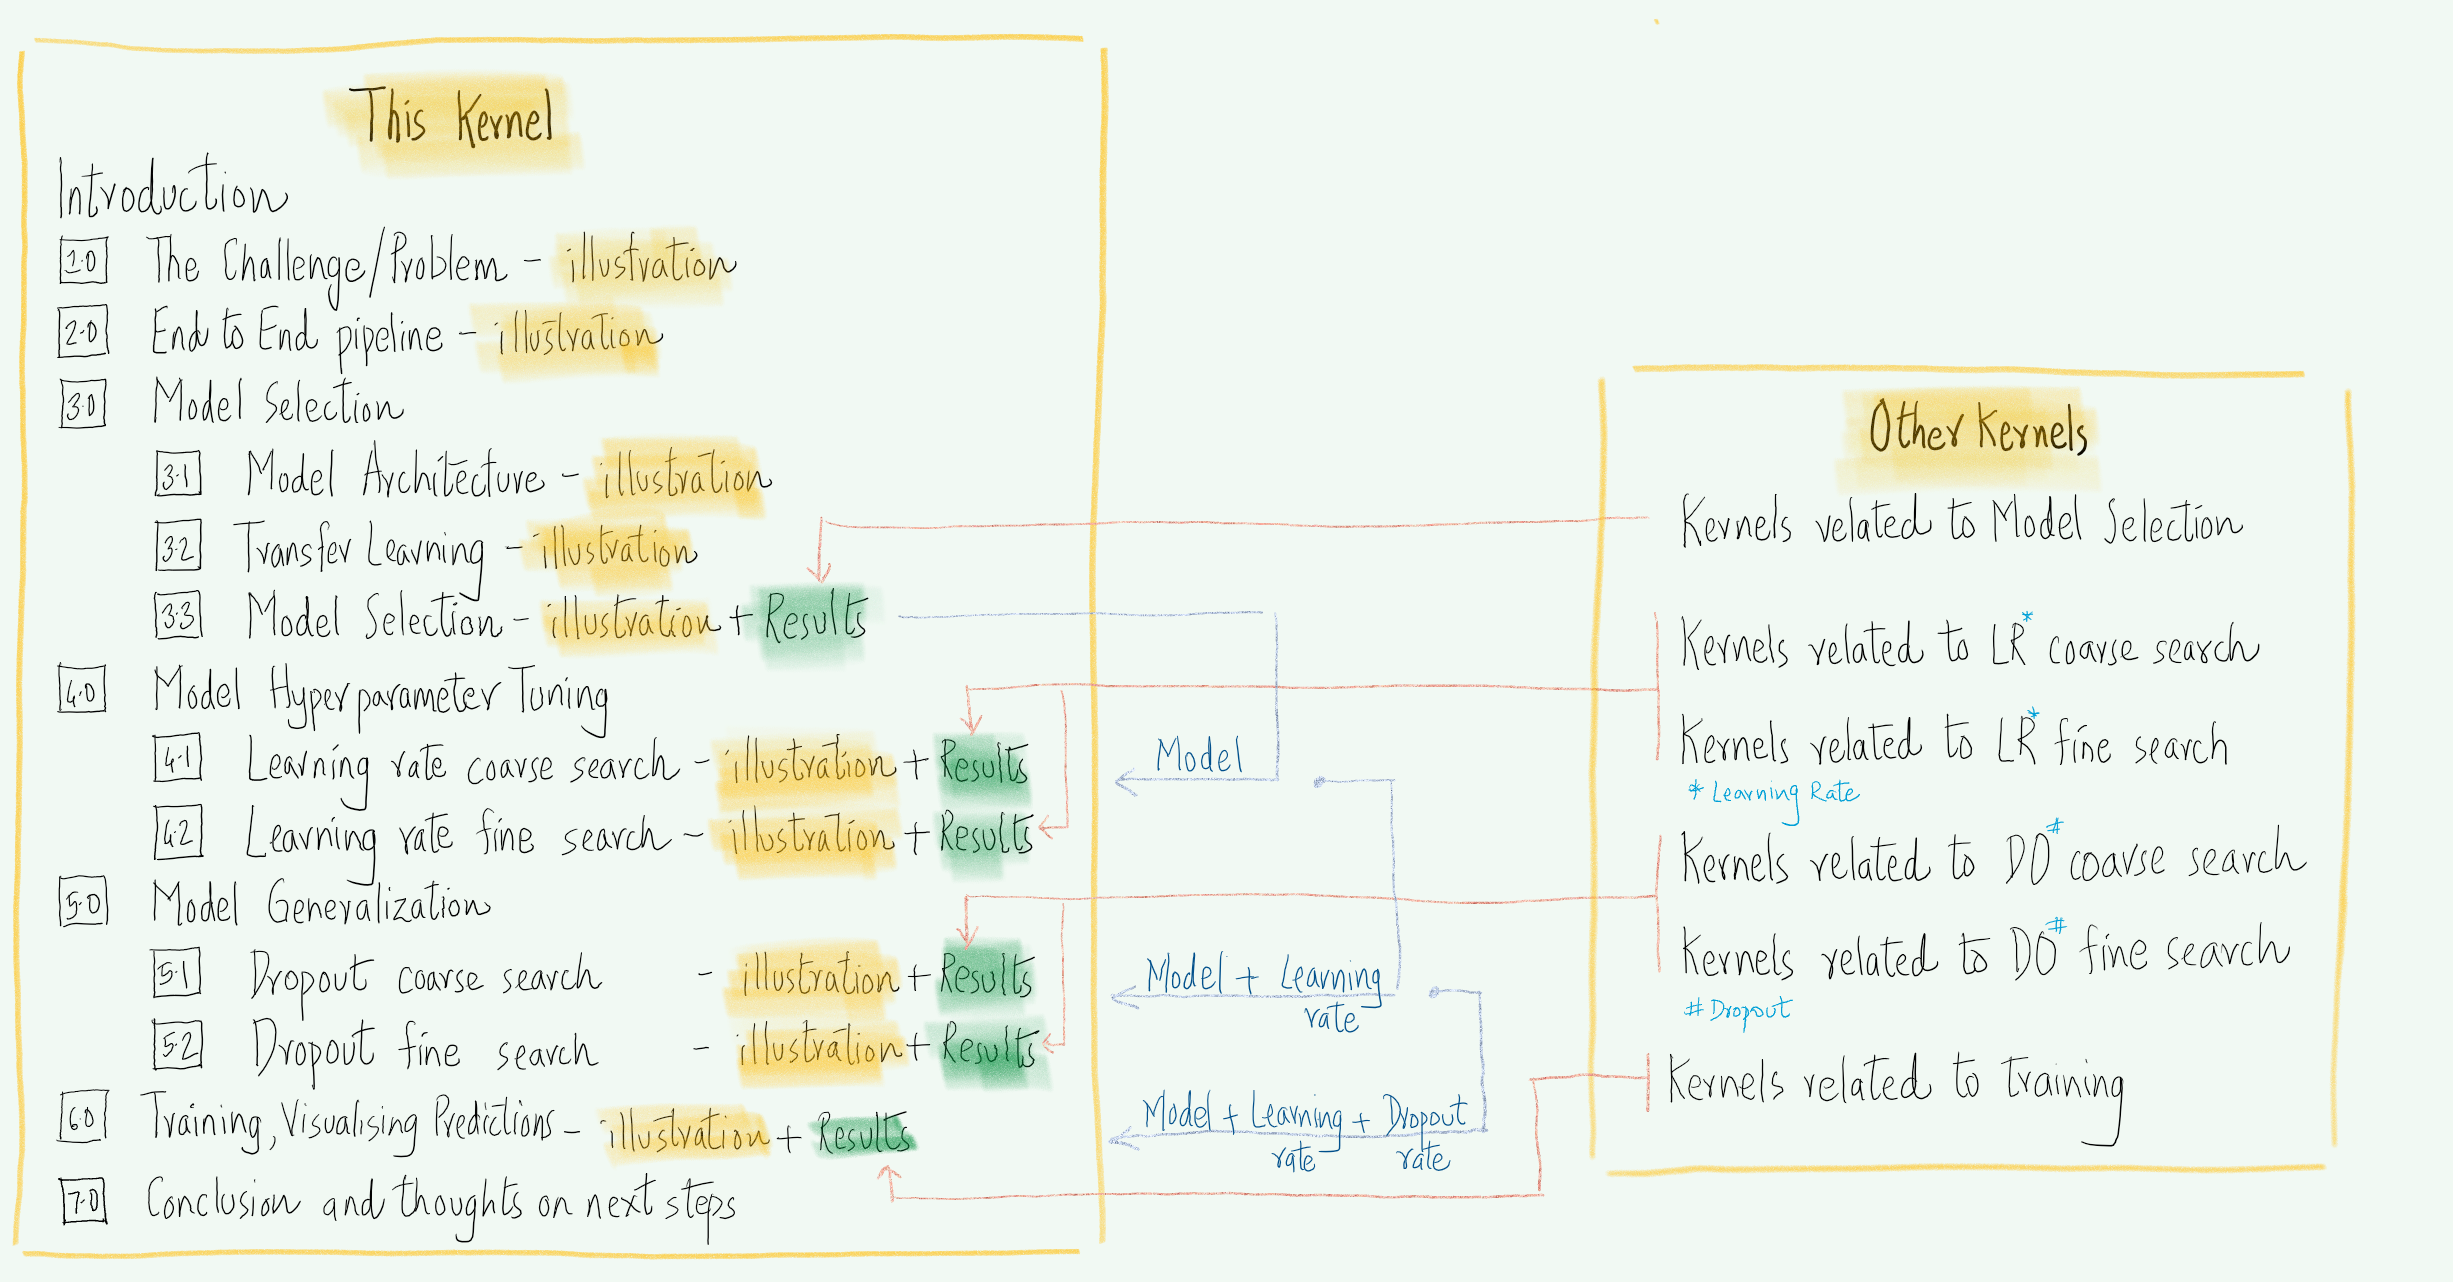 This Kernel
Introduction
1.0 The Challenge/Problem - illustration
2.0 End to End pipeline - illustration
3.0 Model Selection
3.1 Model Architecture - illustration
3.2 Transfer Learning - illustration
3.3 Model Selection - illustration + Results
4.0 Model Hyperparameter Tuning
4.1 Learning rate coarse search - illustration + Results
4.2 Learning rate fine search - illustration + Results
5.0 Model Generalization
5.1 Dropout coarse search - illustration + Results
5.2 Dropout fine search - illustration + Results
6.0 Training, Visualising Predictions - illustration + Results
7.0 Conclusion and thoughts on next steps
Model
Model + Learning
rate
Model + Learning + Dropout
rate rate
Other Kernels
Kernels related to Model Selection
Kernels related to LR* coarse search
Kernels related to LR* fine search
* Learning Rate
Kernels related to DO# coarse search
Kernels related to DO# fine search
# Dropout
Kernels related to training